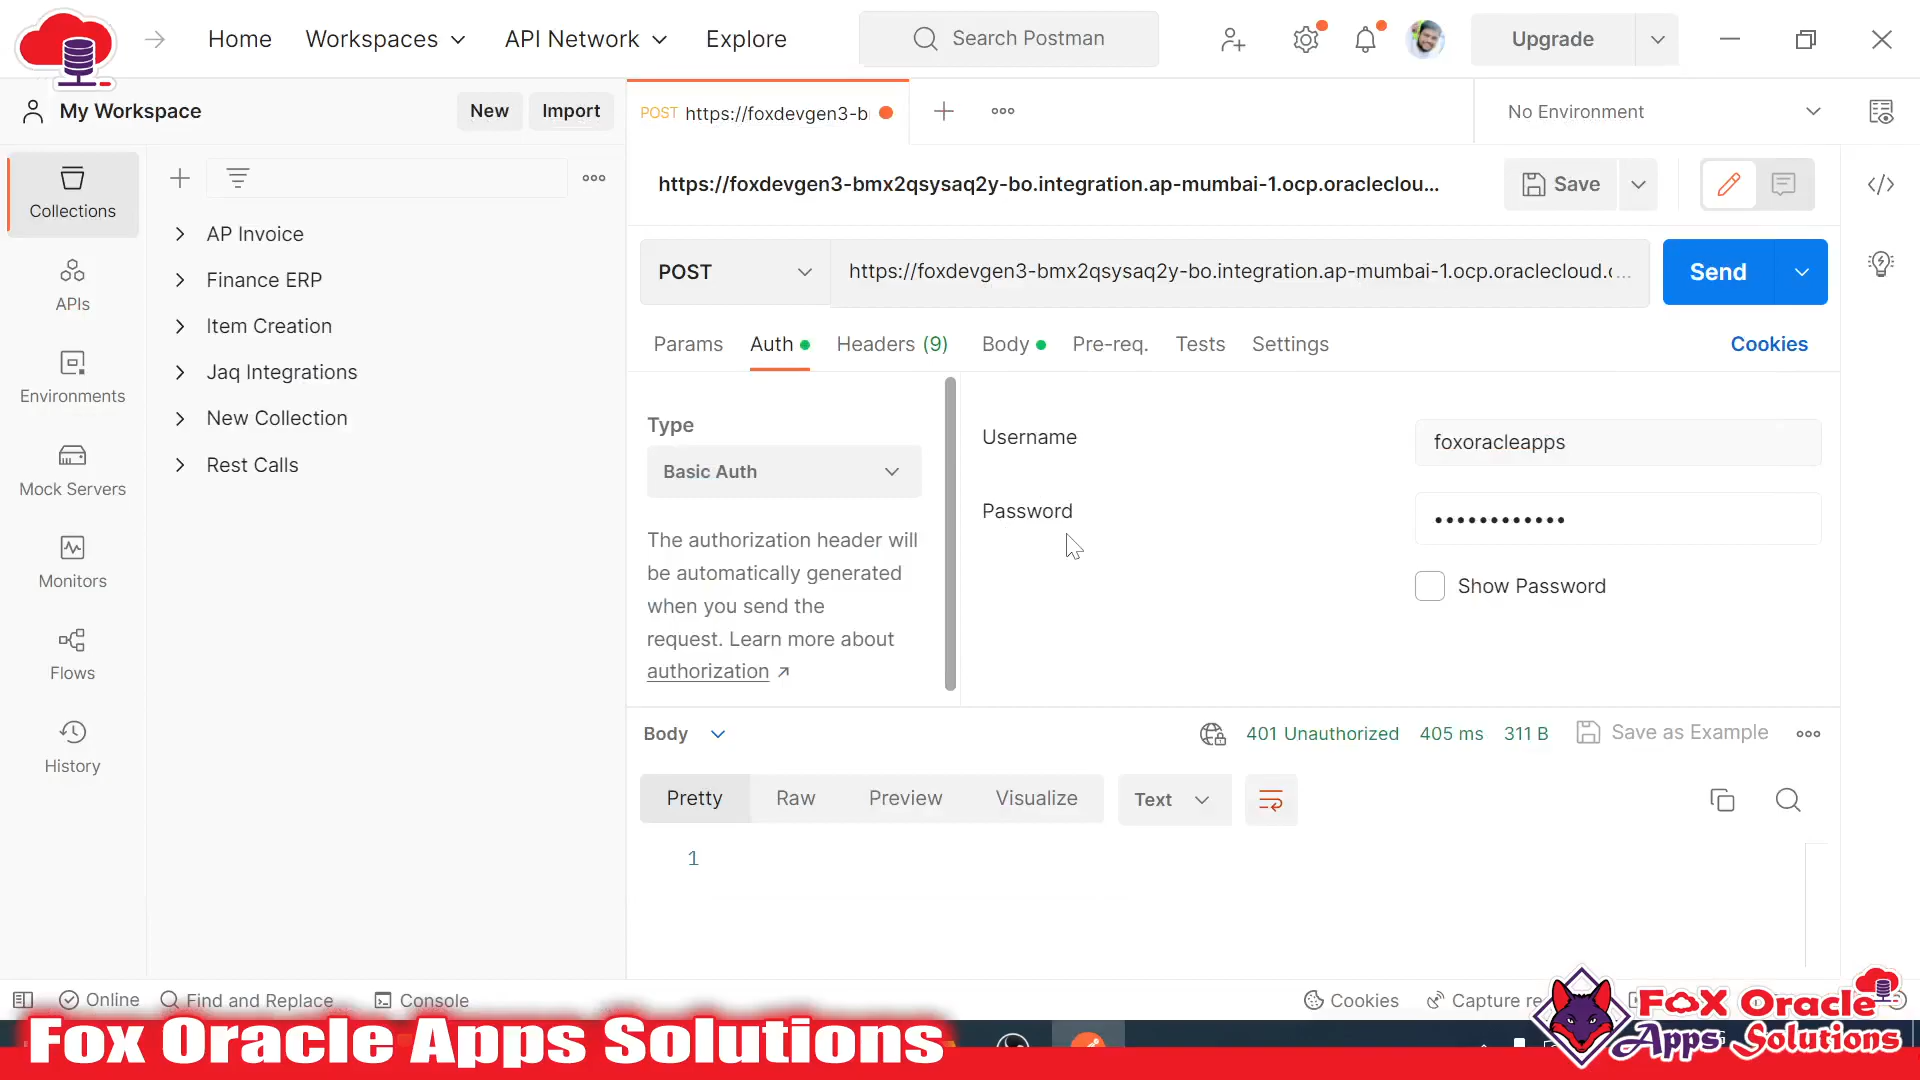 Home Workspaces API Network Explore Search Postman Upgrade
My Workspace New Import POST https://foxdevgen3-b No Environment
https://foxdevgen3-bmx2qsysaq2y-bo.integration.ap-mumbai-1.ocp.oracleclou... Save
Collections
APIs
Environments
Mock Servers
Monitors
Flows
History
AP Invoice
Finance ERP
Item Creation
Jaq Integrations
New Collection
Rest Calls
POST https://foxdevgen3-bmx2qsysaq2y-bo.integration.ap-mumbai-1.ocp.oraclecloud.c... Send
Params Auth Headers (9) Body Pre-req. Tests Settings Cookies
Type
Basic Auth
The authorization header will
be automatically generated
when you send the
request. Learn more about
authorization ↗
Username foxoracleapps
Password ••••••••••••
Show Password
Body 401 Unauthorized 405 ms 311 B Save as Example
Pretty Raw Preview Visualize Text
1
Online Find and Replace Console Cookies Capture re
Fox Oracle Apps Solutions
FOX Oracle
Apps Solutions